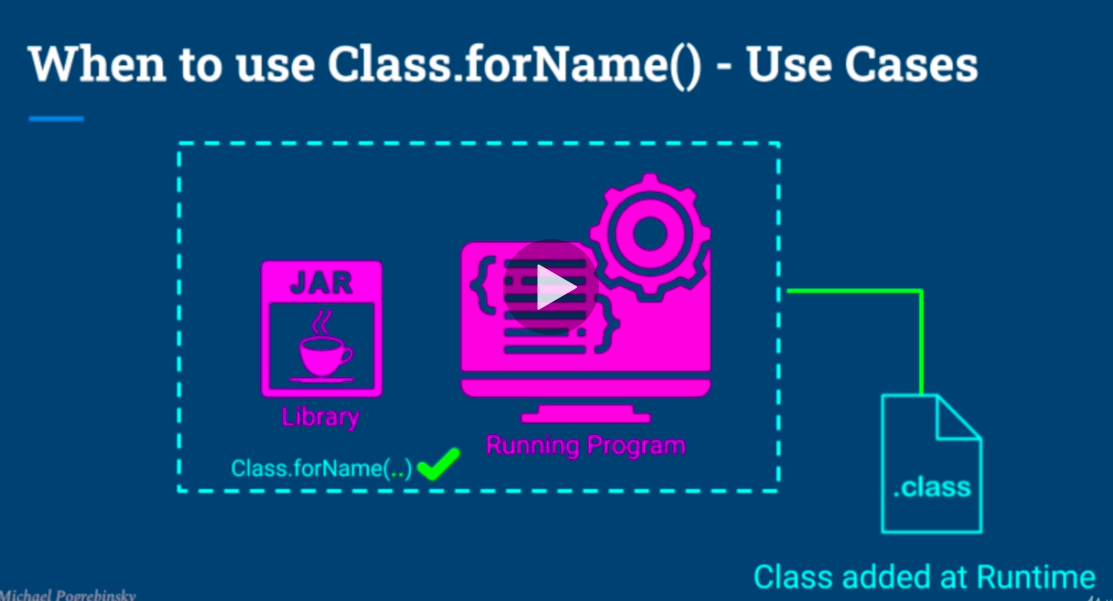 When to use Class.forName() - Use Cases
JAR
Library
Running Program
Class.forName(..)
.class
Class added at Runtime
Michael Pogrebinsky